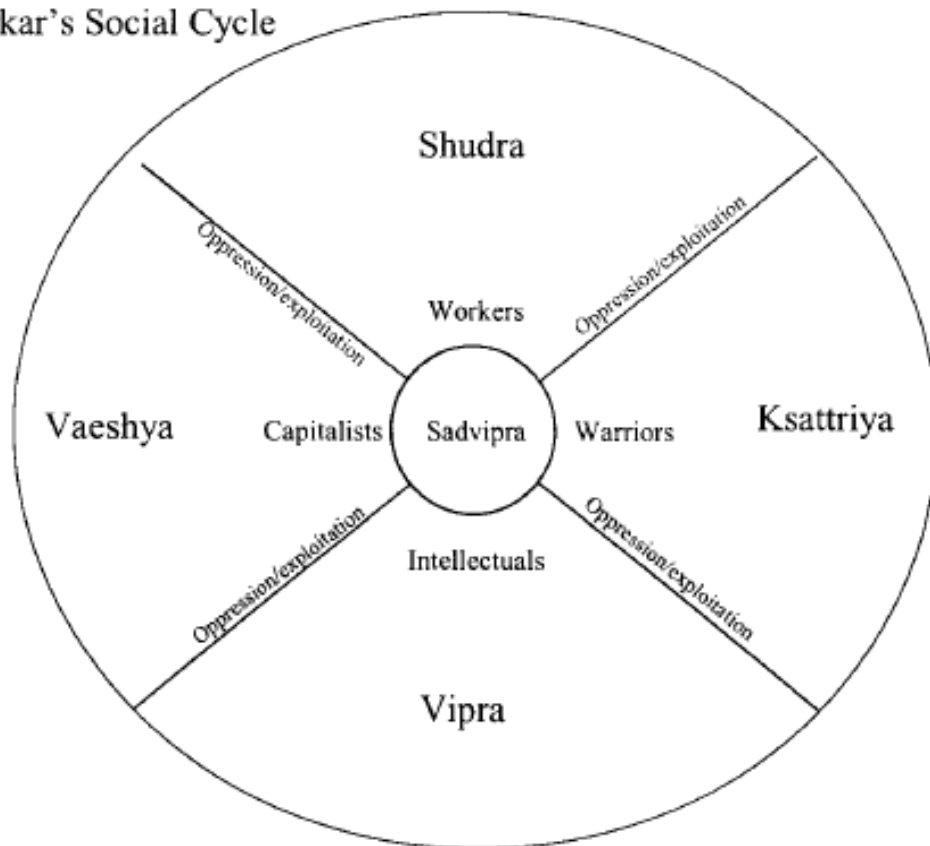 kar's Social Cycle
Shudra
Oppression/exploitation
Oppression/exploitation
Workers
Vaeshya
Capitalists
Sadvipra
Warriors
Ksattriya
Oppression/exploitation
Oppression/exploitation
Intellectuals
Vipra